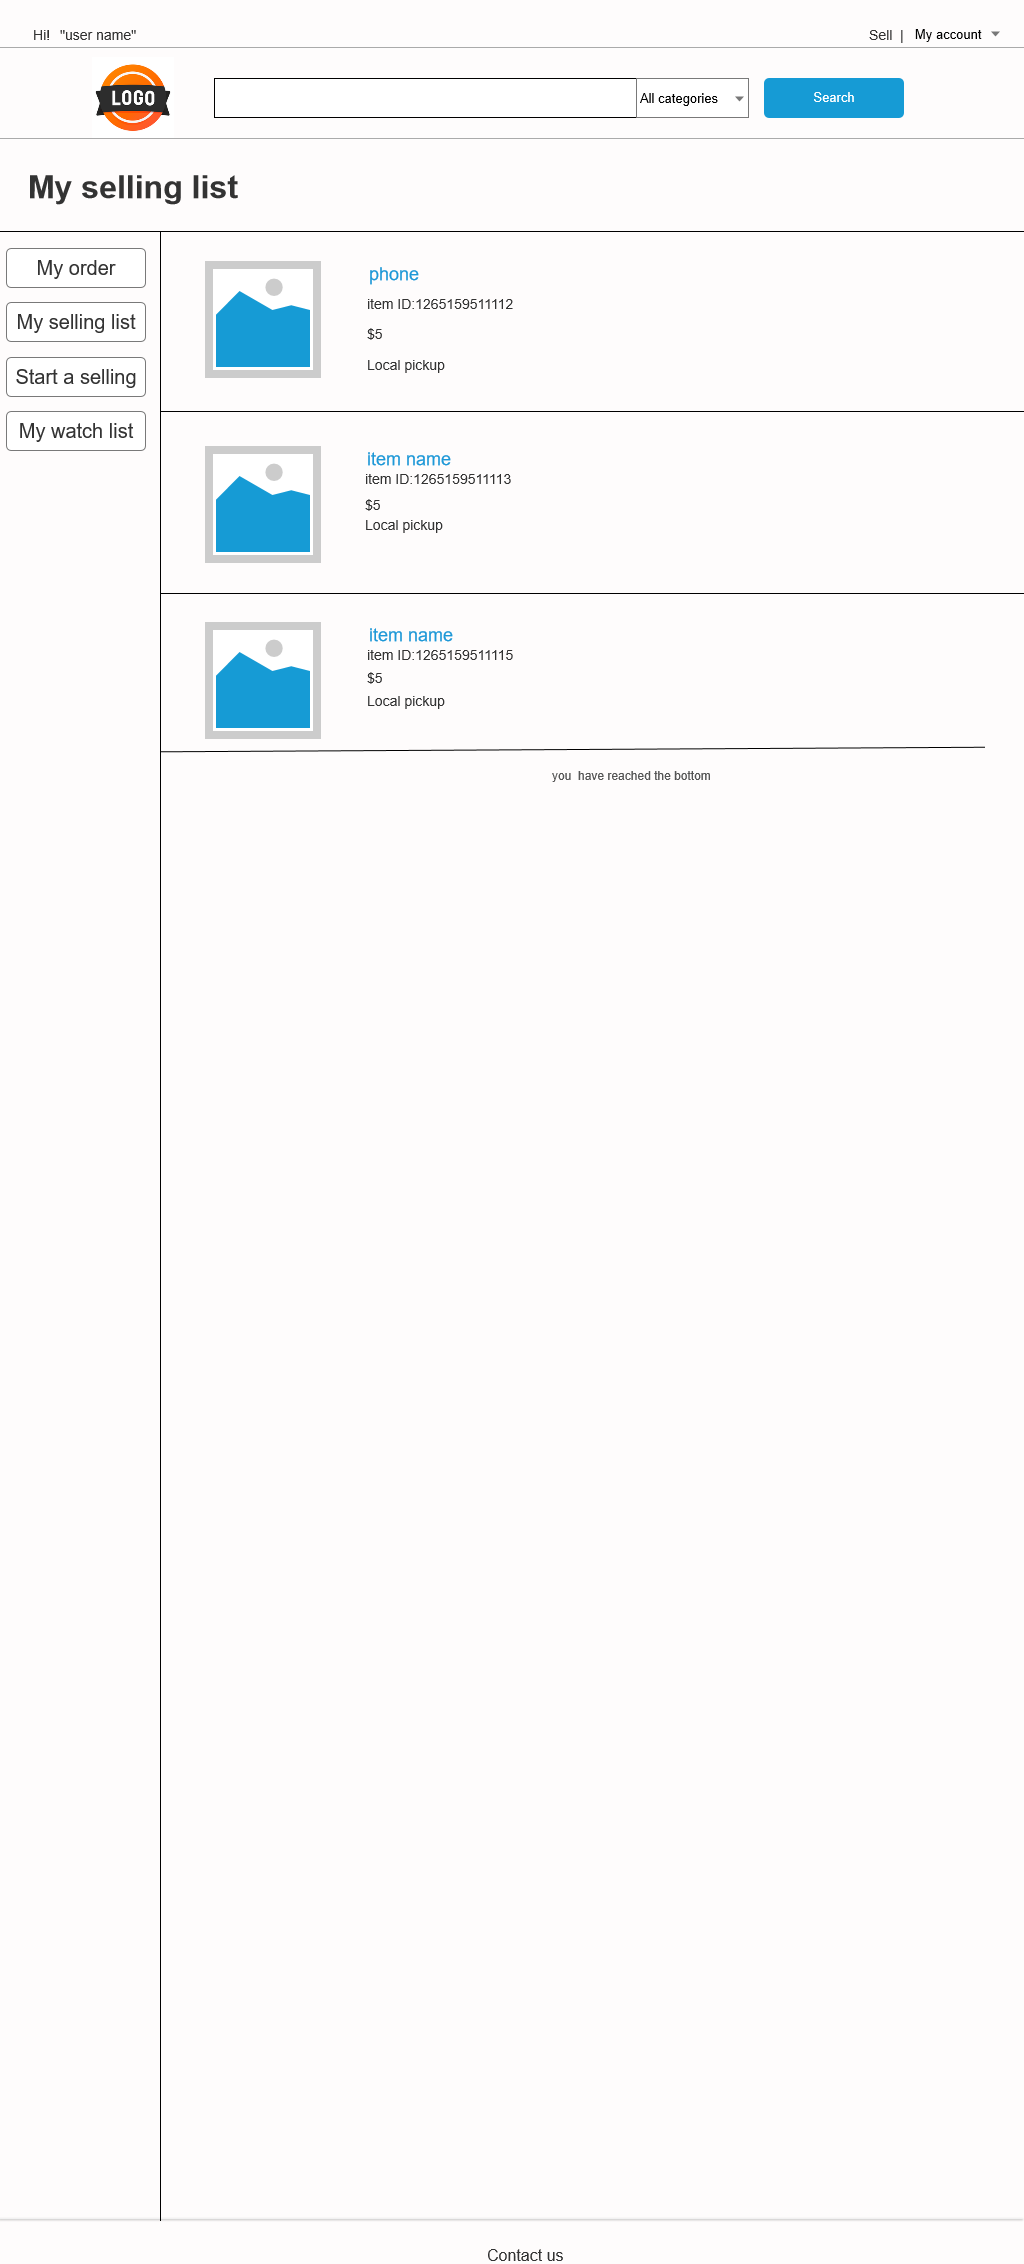 Hi! "user name"
Sell | My account
LOGO
All categories
Search
My selling list
My order
My selling list
Start a selling
My watch list
phone
item ID:1265159511112
$5
Local pickup
item name
item ID:1265159511113
$5
Local pickup
item name
item ID:1265159511115
$5
Local pickup
you have reached the bottom
Contact us